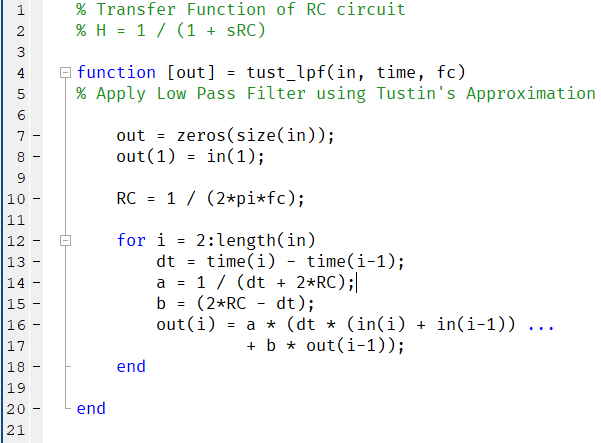 1 % Transfer Function of RC circuit
2 % H = 1 / (1 + sRC)
3
4 function [out] = tust_lpf(in, time, fc)
5 % Apply Low Pass Filter using Tustin's Approximation
6
7 – out = zeros(size(in));
8 – out(1) = in(1);
9
10 – RC = 1 / (2*pi*fc);
11
12 – for i = 2:length(in)
13 – dt = time(i) - time(i-1);
14 – a = 1 / (dt + 2*RC);
15 – b = (2*RC - dt);
16 – out(i) = a * (dt * (in(i) + in(i-1)) ...
17 + b * out(i-1));
18 – end
19
20 – end
21